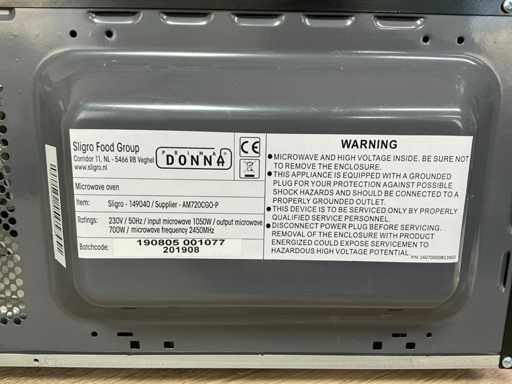 Sligro Food Group
Corridor 11, NL - 5466 RB Veghel
www.sligro.nl
PRIMA
DONNA
CE
Microwave oven
Item: Sligro - 149040 / Supplier - AM720C00-P
Ratings: 230V / 50Hz / input microwave 1050W / output microwave
700W / microwave frequency 2450MHz
Batchcode: 190805 001077
201908
WARNING
●MICROWAVE AND HIGH VOLTAGE INSIDE. BE SURE NOT
TO REMOVE THE ENCLOSURE.
●THIS APPLIANCE IS EQUIPPED WITH A GROUNDED
PLUG FOR YOUR PROTECTION AGAINST POSSIBLE
SHOCK HAZARDS AND SHOULD BE CONNECTED TO A
PROPERLY GROUNDED OUTLET.
●THIS DEVICE IS TO BE SERVICED ONLY BY PROPERLY
QUALIFIED SERVICE PERSONNEL.
●DISCONNECT POWER PLUG BEFORE SERVICING.
REMOVAL OF THE ENCLOSURE WITH PRODUCT
ENERGIZED COULD EXPOSE SERVICEMEN TO
HIGH HIGH VOLTAGE POTENTIAL